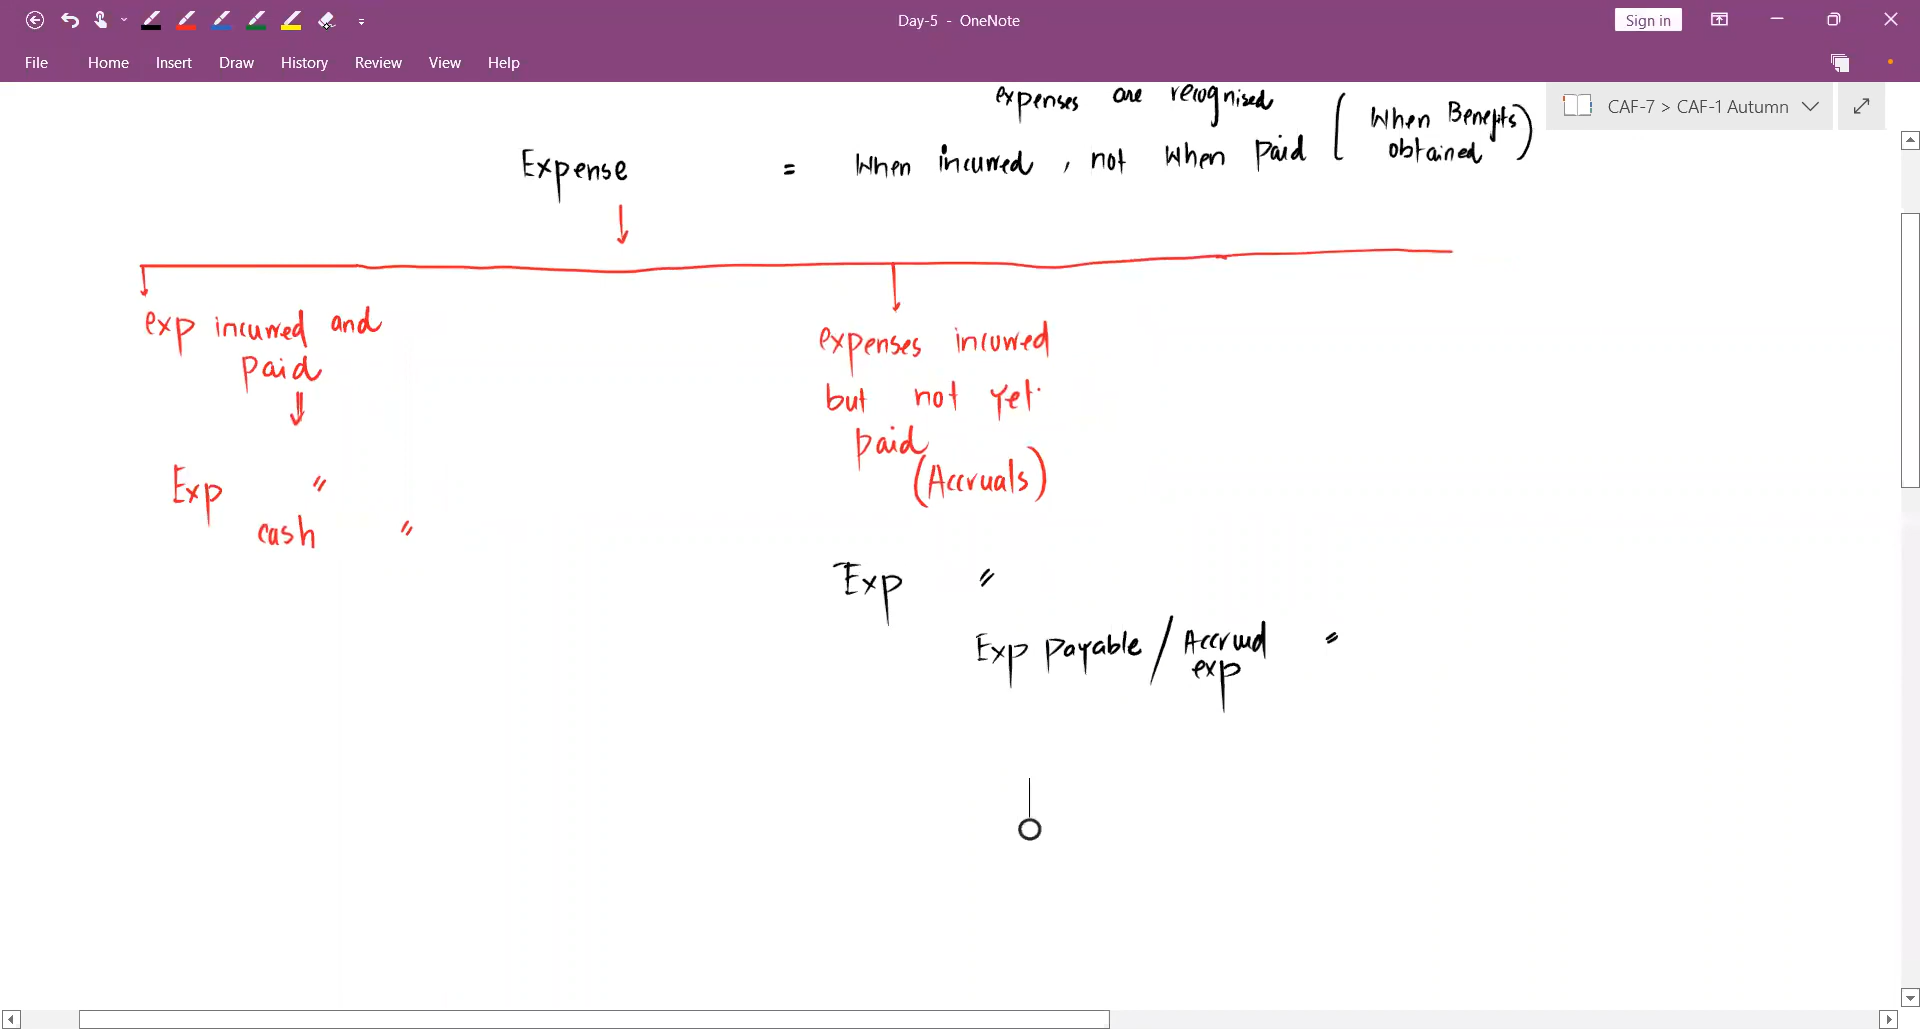 Day-5 - OneNote
Sign in
File Home Insert Draw History Review View Help
CAF-7 > CAF-1 Autumn
expenses are recognised
Expense = When incurred , not when paid ( When Benefits obtained )
exp incurred and
paid
Exp "
cash "
expenses incurred
but not yet
paid
(Accruals)
Exp "
Exp payable / Accrued
exp "